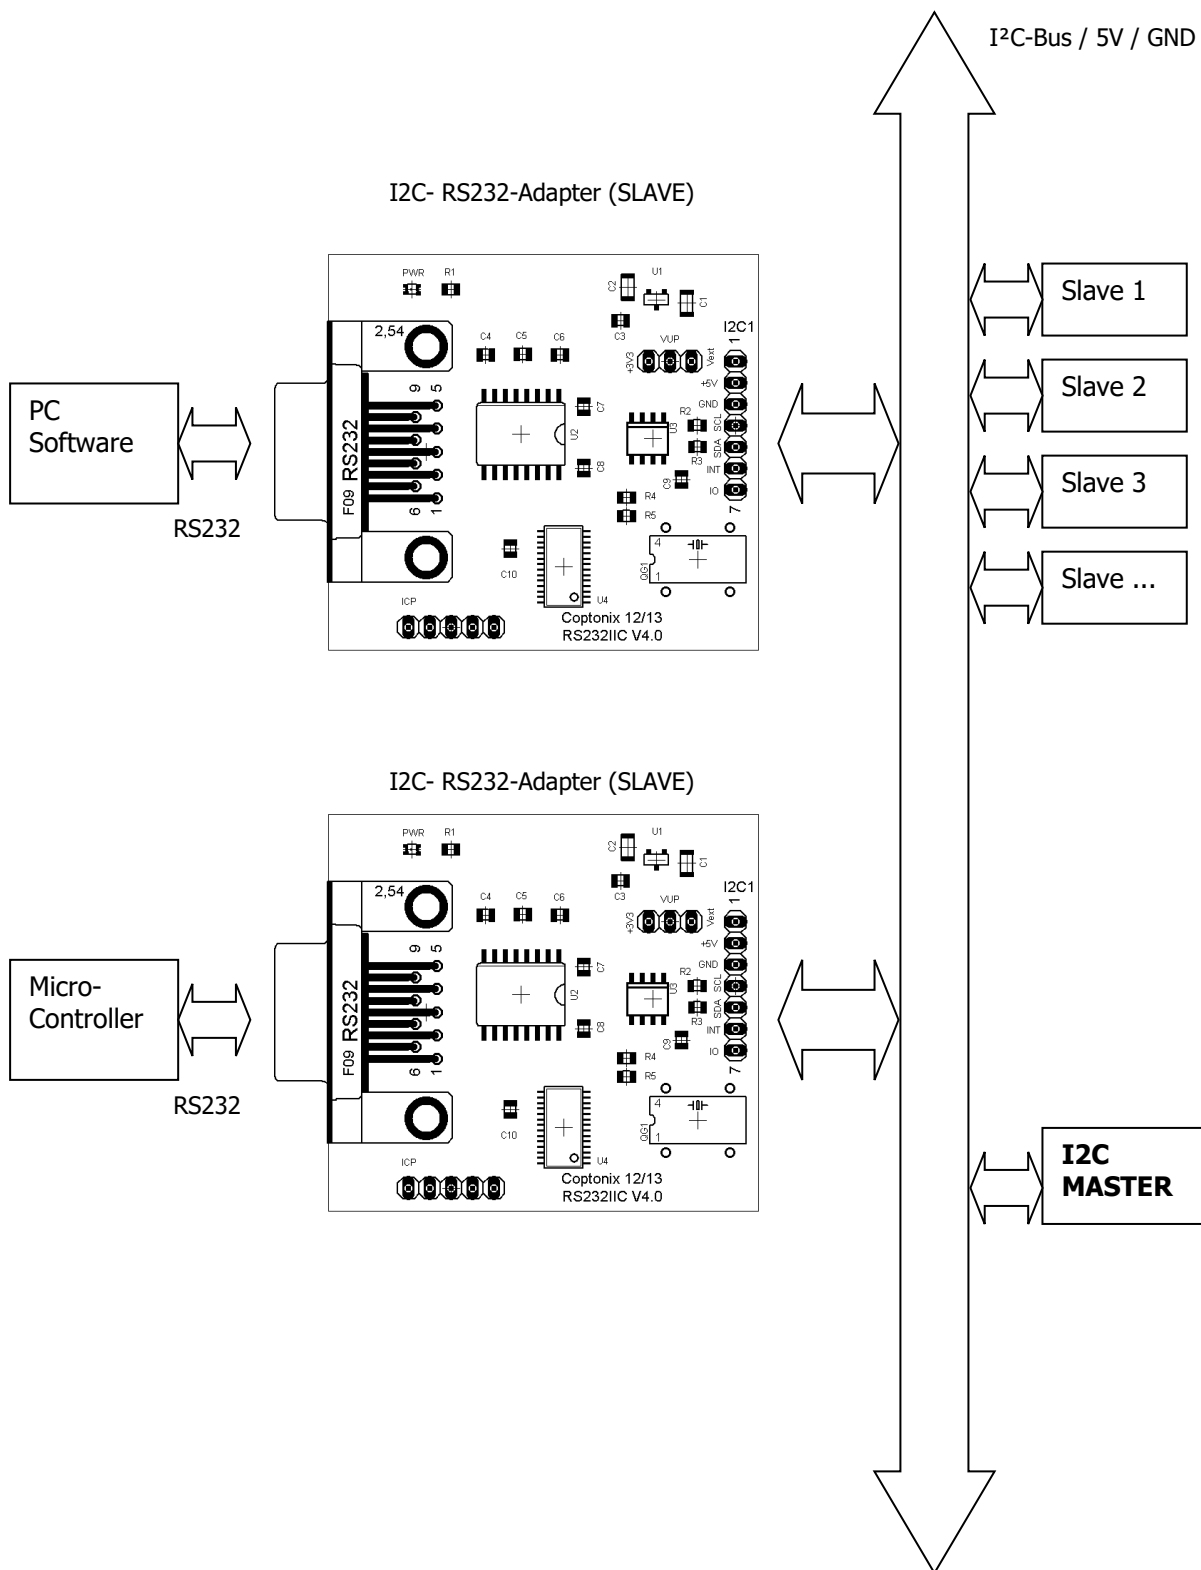 I²C-Bus / 5V / GND
I2C- RS232-Adapter (SLAVE)
PWR
R1
C2
U1
C1
C3
2,54
C4
C5
C6
VUP
+3V3
Vext
I2C1
1
+5V
GND
SCL
SDA
INT
IO
7
9
5
RS232
F09
6
1
U2
C7
C8
U3
R2
R3
C9
R4
R5
C10
U4
4
1
QG1
ICP
Coptonix 12/13
RS232IIC V4.0
PC
Software
RS232
Slave 1
Slave 2
Slave 3
Slave ...
I2C- RS232-Adapter (SLAVE)
PWR
R1
C2
U1
C1
C3
2,54
C4
C5
C6
VUP
+3V3
Vext
I2C1
1
+5V
GND
SCL
SDA
INT
IO
7
9
5
RS232
F09
6
1
U2
C7
C8
U3
R2
R3
C9
R4
R5
C10
U4
4
1
QG1
ICP
Coptonix 12/13
RS232IIC V4.0
Micro-
Controller
RS232
I2C
MASTER